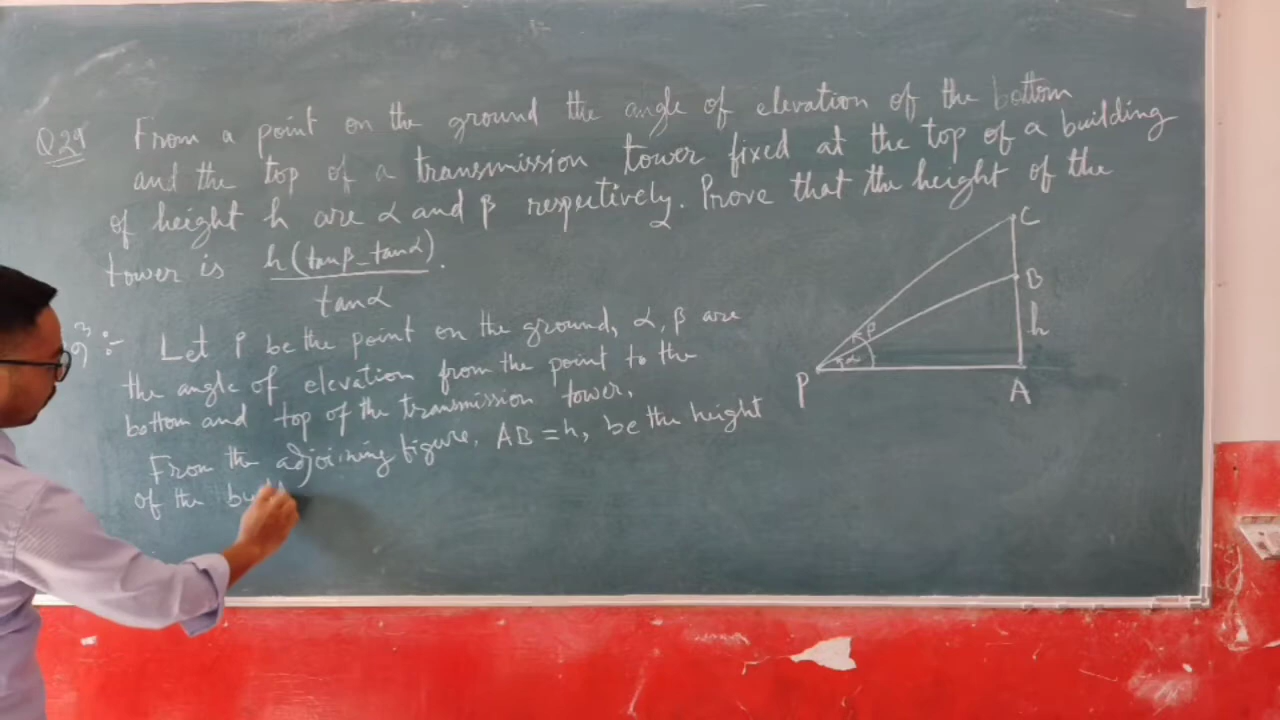 Q24 From a point on the ground the angle of elevation of the bottom
and the top of a transmission tower fixed at the top of a building
of height h are α and β respectively. Prove that the height of the
tower is h(tanβ - tanα)
tanα
:- Let P be the point on the ground, α, β are
the angle of elevation from the point to the
bottom and top of the transmission tower.
From the adjoining figure, AB = h, be the height
of the
C
B
h
β
α
P
A